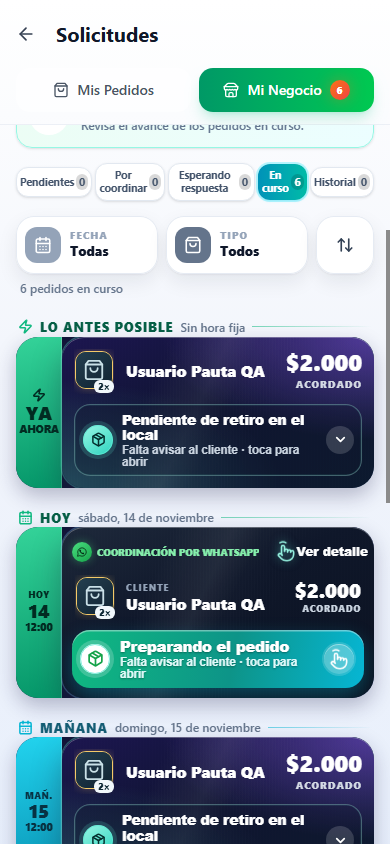 Solicitudes
Mis Pedidos
Mi Negocio 6
Revisa el avance de los pedidos en curso.
Pendientes 0
Por coordinar 0
Esperando respuesta 0
En curso 6
Historial 0
FECHA
Todas
TIPO
Todos
6 pedidos en curso
LO ANTES POSIBLE Sin hora fija
YA
AHORA
2x
Usuario Pauta QA
$2.000
ACORDADO
Pendiente de retiro en el
local
Falta avisar al cliente · toca para
abrir
HOY sábado, 14 de noviembre
HOY
14
12:00
COORDINACIÓN POR WHATSAPP
Ver detalle
2x
CLIENTE
Usuario Pauta QA
$2.000
ACORDADO
Preparando el pedido
Falta avisar al cliente · toca para
abrir
MAÑANA domingo, 15 de noviembre
MAÑ.
15
12:00
2x
Usuario Pauta QA
$2.000
ACORDADO
Pendiente de retiro en el
local